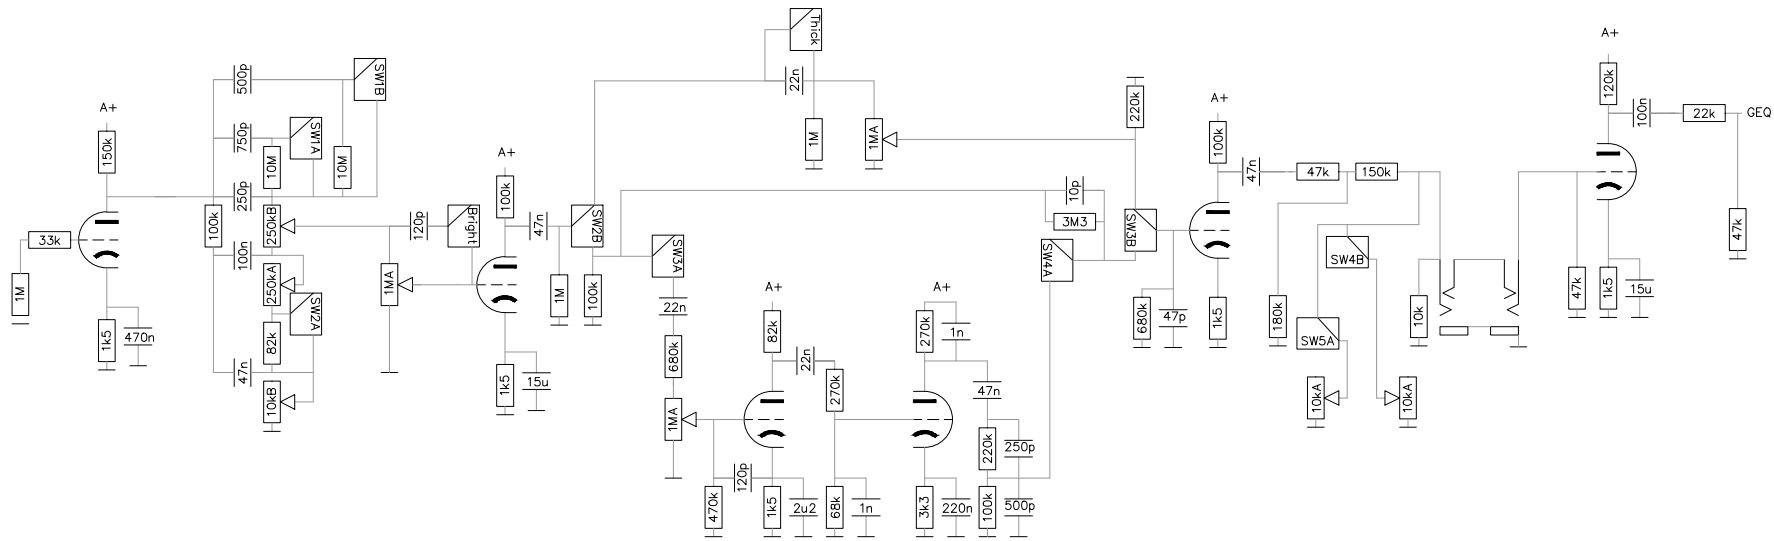 A+
33k
1M
150k
1k5
470n
500p
750p
250p
100k
100n
47n
10M
10M
SW1B
SW1A
250kB
250kA
82k
SW2A
10kB
120p
Bright
1MA
A+
100k
1k5
15u
47n
1M
SW2B
100k
SW3A
22n
680k
1MA
Thick
22n
1M
1MA
A+
82k
22n
470k
120p
1k5
2u2
270k
68k
1n
A+
270k
1n
3k3
220n
47n
220k
250p
100k
500p
10p
3M3
SW4A
220k
SW3B
680k
47p
A+
100k
1k5
47n
47k
150k
180k
SW4B
SW5A
10kA
10kA
10k
47k
A+
120k
1k5
15u
100n
22k
GEQ
47k